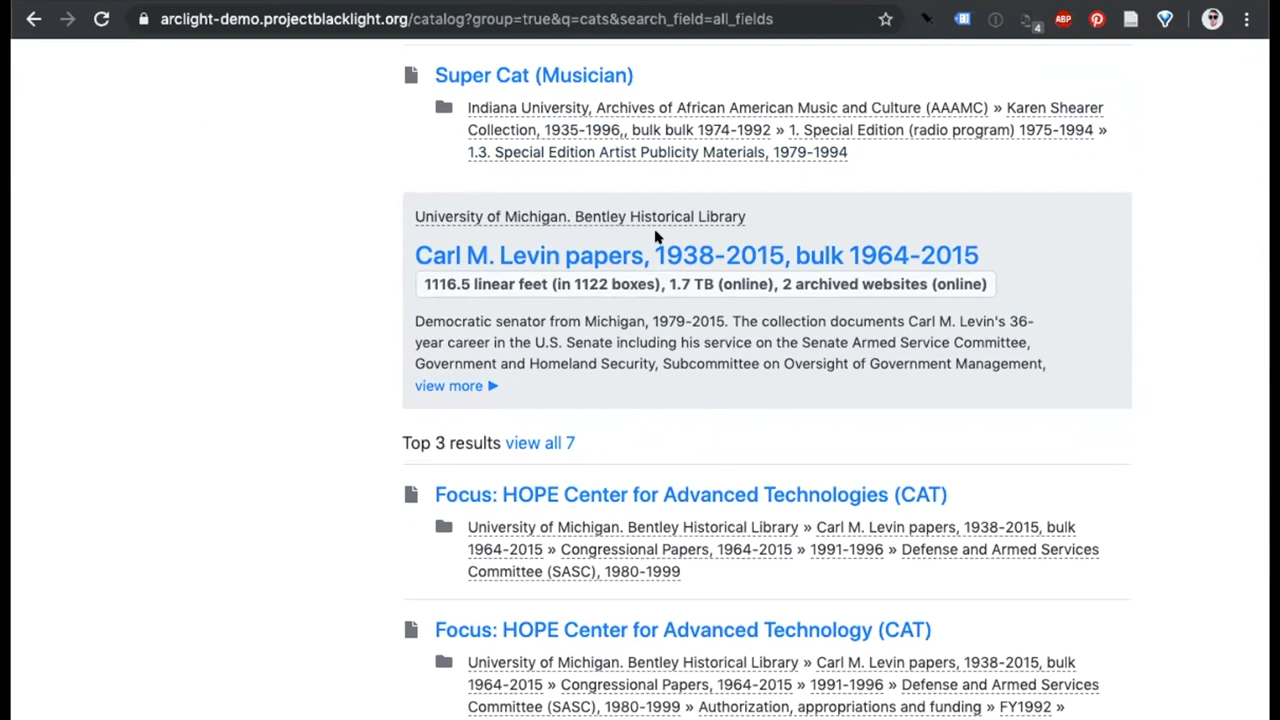 arclight-demo.projectblacklight.org/catalog?group=true&q=cats&search_field=all_fields
4
ABP
Super Cat (Musician)
Indiana University, Archives of African American Music and Culture (AAAMC) » Karen Shearer
Collection, 1935-1996,, bulk bulk 1974-1992 » 1. Special Edition (radio program) 1975-1994 »
1.3. Special Edition Artist Publicity Materials, 1979-1994
University of Michigan. Bentley Historical Library
Carl M. Levin papers, 1938-2015, bulk 1964-2015
1116.5 linear feet (in 1122 boxes), 1.7 TB (online), 2 archived websites (online)
Democratic senator from Michigan, 1979-2015. The collection documents Carl M. Levin's 36-
year career in the U.S. Senate including his service on the Senate Armed Service Committee,
Government and Homeland Security, Subcommittee on Oversight of Government Management,
view more ▶
Top 3 results view all 7
Focus: HOPE Center for Advanced Technologies (CAT)
University of Michigan. Bentley Historical Library » Carl M. Levin papers, 1938-2015, bulk
1964-2015 » Congressional Papers, 1964-2015 » 1991-1996 » Defense and Armed Services
Committee (SASC), 1980-1999
Focus: HOPE Center for Advanced Technology (CAT)
University of Michigan. Bentley Historical Library » Carl M. Levin papers, 1938-2015, bulk
1964-2015 » Congressional Papers, 1964-2015 » 1991-1996 » Defense and Armed Services
Committee (SASC), 1980-1999 » Authorization, appropriations and funding » FY1992 »